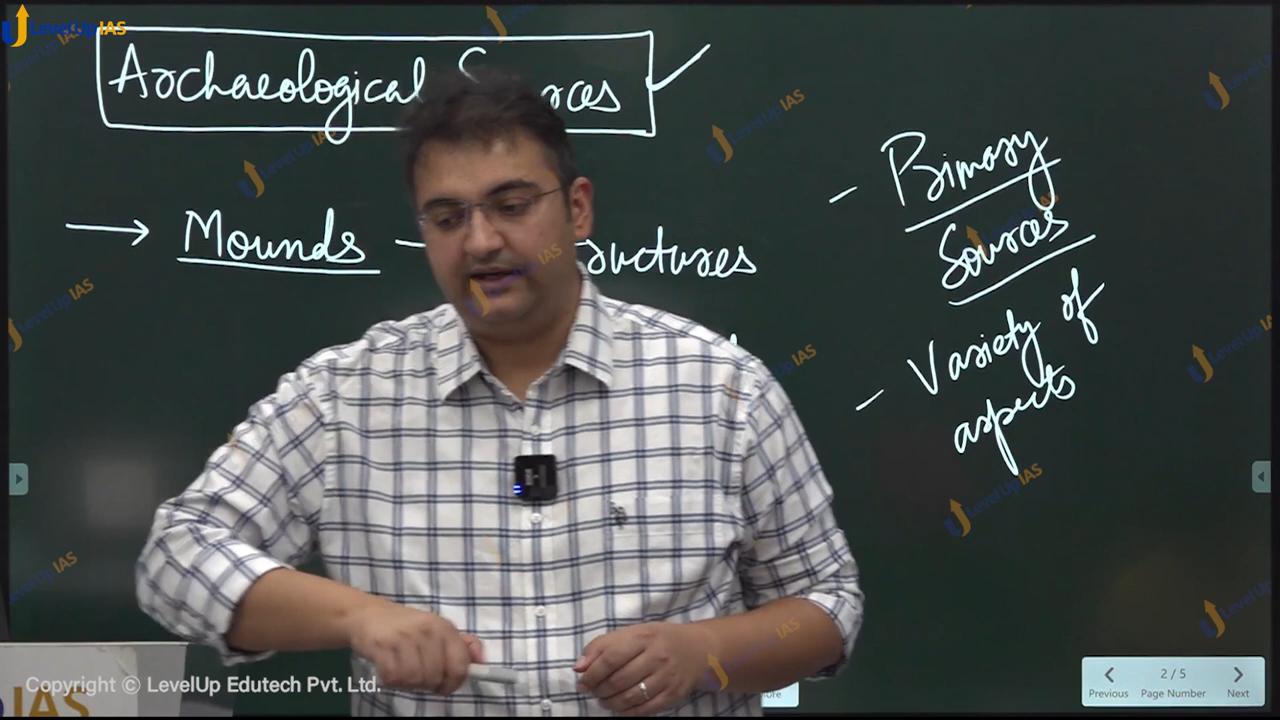 LevelUp IAS
Archaeological
→ Mounds -
- Primary
Sources
- Variety of
aspects
Copyright © LevelUp Edutech Pvt. Ltd.
IAS
Previous
2 / 5
Page Number
Next